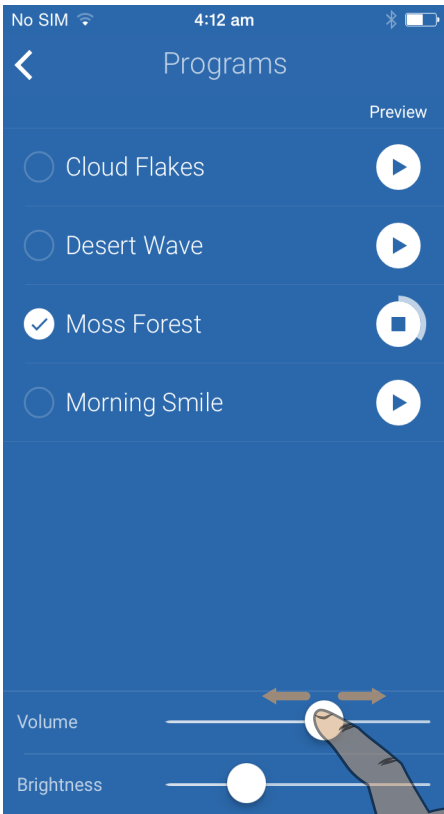 No SIM 4:12 am
Programs
Preview
Cloud Flakes
Desert Wave
Moss Forest
Morning Smile
Volume
Brightness